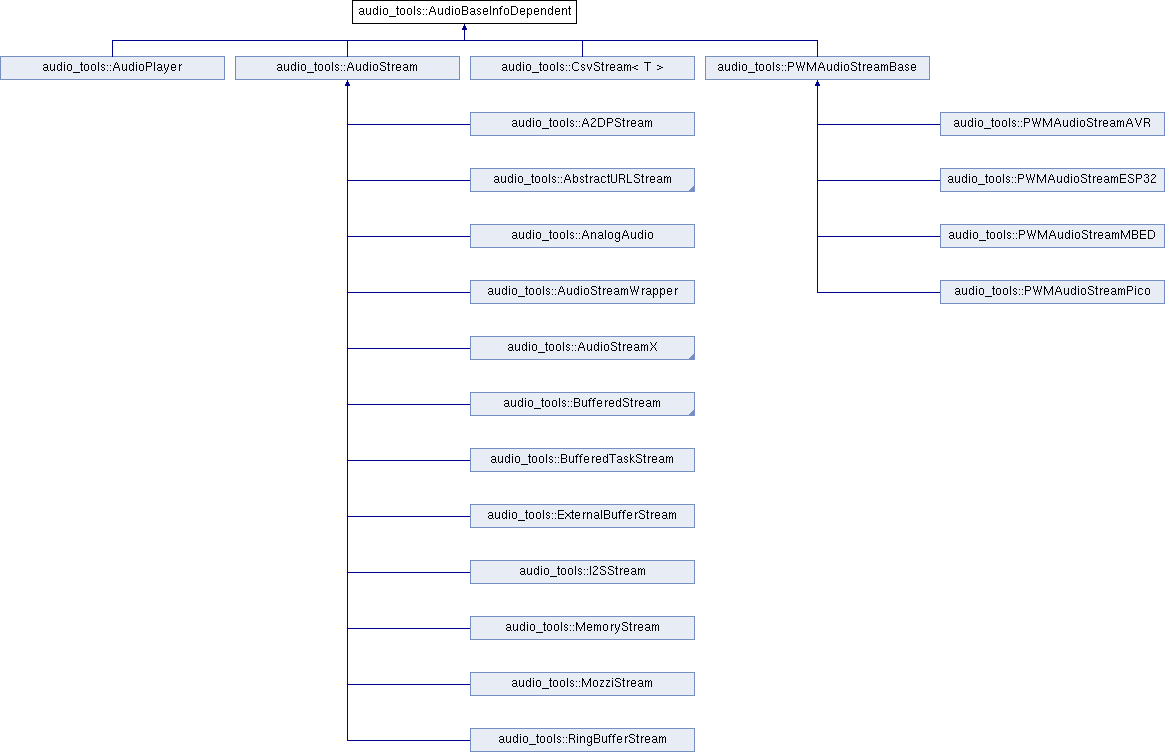 audio_tools::AudioBaseInfoDependent
audio_tools::AudioPlayer
audio_tools::AudioStream
audio_tools::CsvStream< T >
audio_tools::PWMAudioStreamBase
audio_tools::A2DPStream
audio_tools::PWMAudioStreamAVR
audio_tools::AbstractURLStream
audio_tools::PWMAudioStreamESP32
audio_tools::AnalogAudio
audio_tools::PWMAudioStreamMBED
audio_tools::AudioStreamWrapper
audio_tools::PWMAudioStreamPico
audio_tools::AudioStreamX
audio_tools::BufferedStream
audio_tools::BufferedTaskStream
audio_tools::ExternalBufferStream
audio_tools::I2SStream
audio_tools::MemoryStream
audio_tools::MozziStream
audio_tools::RingBufferStream